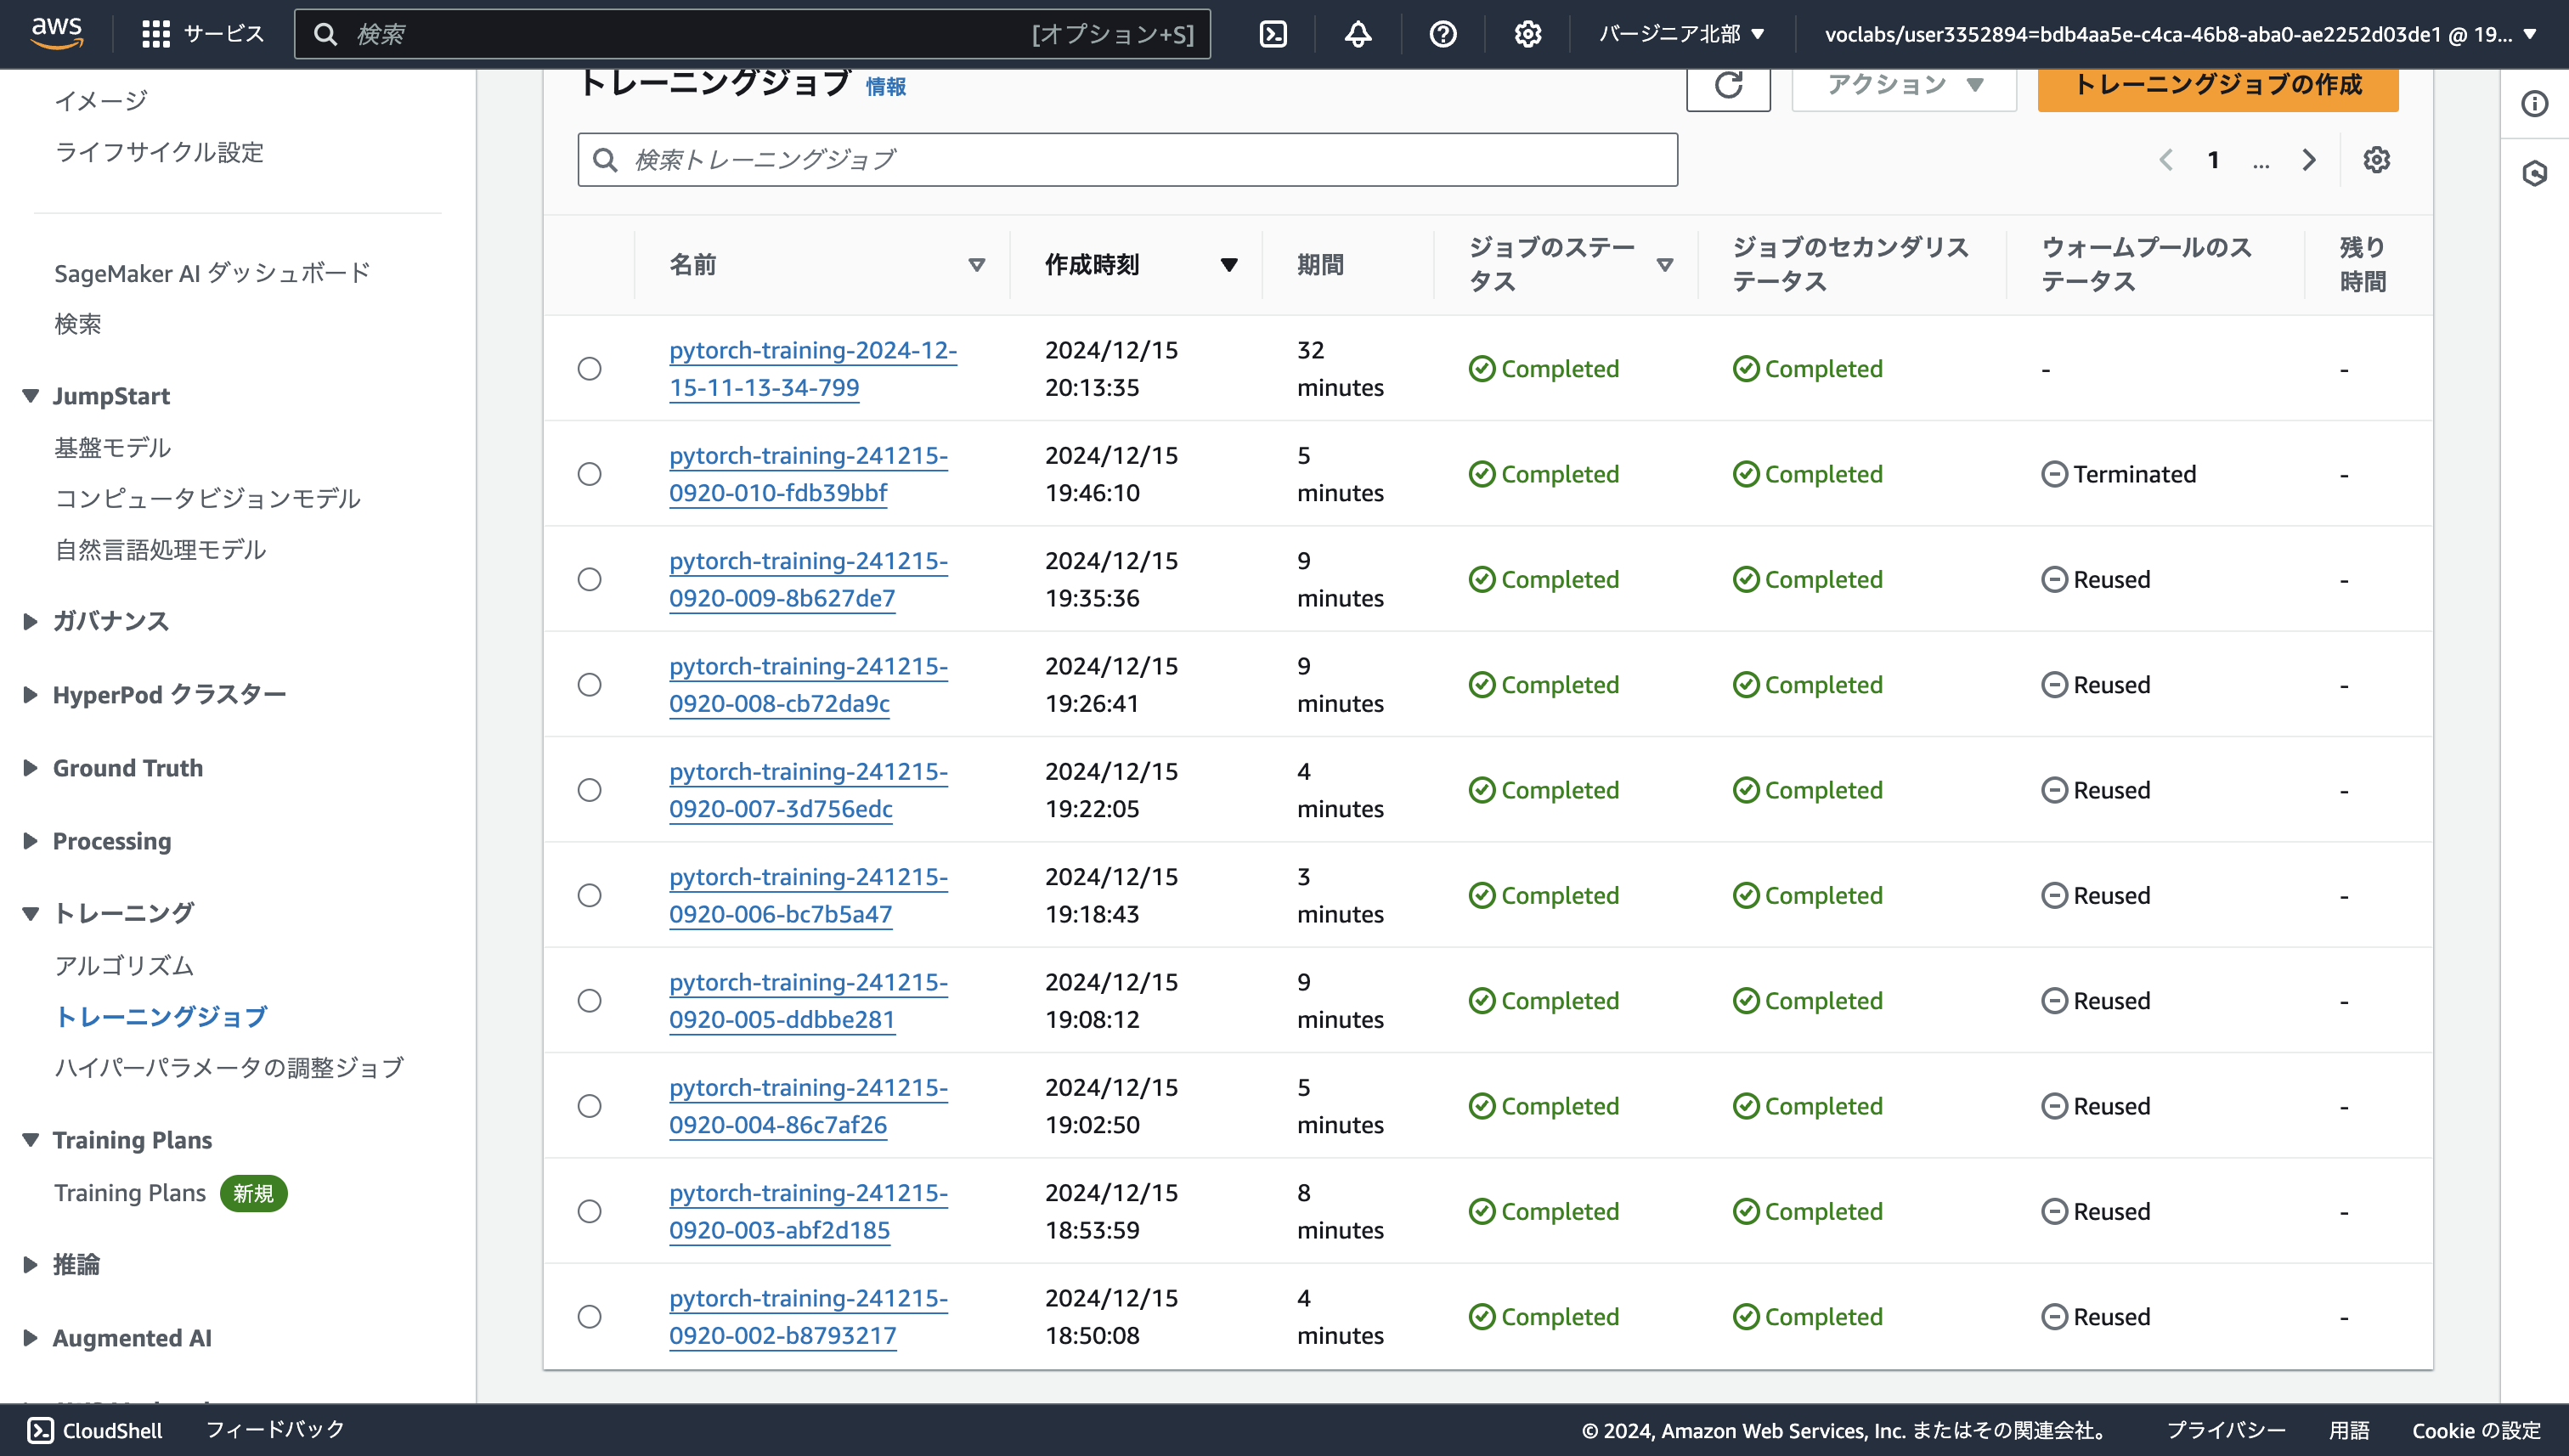 aws
サービス
検索
[オプション+S]
バージニア北部
voclabs/user3352894=bdb4aa5e-c4ca-46b8-aba0-ae2252d03de1 @ 19...
イメージ
ライフサイクル設定
SageMaker AI ダッシュボード
検索
JumpStart
基盤モデル
コンピュータビジョンモデル
自然言語処理モデル
ガバナンス
HyperPod クラスター
Ground Truth
Processing
トレーニング
アルゴリズム
トレーニングジョブ
ハイパーパラメータの調整ジョブ
Training Plans
Training Plans 新規
推論
Augmented AI
トレーニングジョブ 情報
アクション
トレーニングジョブの作成
検索トレーニングジョブ
1 ...
名前
作成時刻
期間
ジョブのステー
タス
ジョブのセカンダリス
テータス
ウォームプールのス
テータス
残り
時間
pytorch-training-2024-12-
15-11-13-34-799
2024/12/15
20:13:35
32
minutes
Completed
Completed
-
-
pytorch-training-241215-
0920-010-fdb39bbf
2024/12/15
19:46:10
5
minutes
Completed
Completed
Terminated
-
pytorch-training-241215-
0920-009-8b627de7
2024/12/15
19:35:36
9
minutes
Completed
Completed
Reused
-
pytorch-training-241215-
0920-008-cb72da9c
2024/12/15
19:26:41
9
minutes
Completed
Completed
Reused
-
pytorch-training-241215-
0920-007-3d756edc
2024/12/15
19:22:05
4
minutes
Completed
Completed
Reused
-
pytorch-training-241215-
0920-006-bc7b5a47
2024/12/15
19:18:43
3
minutes
Completed
Completed
Reused
-
pytorch-training-241215-
0920-005-ddbbe281
2024/12/15
19:08:12
9
minutes
Completed
Completed
Reused
-
pytorch-training-241215-
0920-004-86c7af26
2024/12/15
19:02:50
5
minutes
Completed
Completed
Reused
-
pytorch-training-241215-
0920-003-abf2d185
2024/12/15
18:53:59
8
minutes
Completed
Completed
Reused
-
pytorch-training-241215-
0920-002-b8793217
2024/12/15
18:50:08
4
minutes
Completed
Completed
Reused
-
CloudShell
フィードバック
© 2024, Amazon Web Services, Inc. またはその関連会社。
プライバシー
用語
Cookie の設定